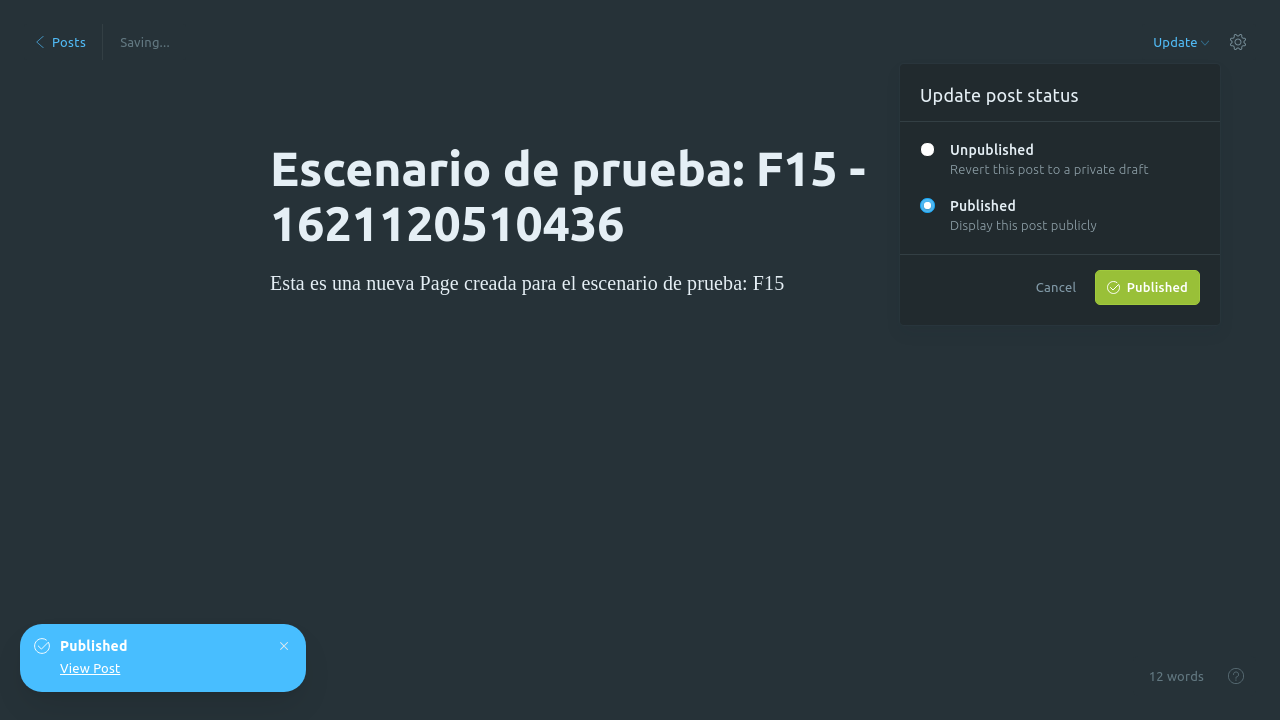 Posts
Saving...
Update
Update post status
Unpublished
Revert this post to a private draft
Published
Display this post publicly
Cancel
Published
Escenario de prueba: F15 -
1621120510436
Esta es una nueva Page creada para el escenario de prueba: F15
Published
View Post
12 words